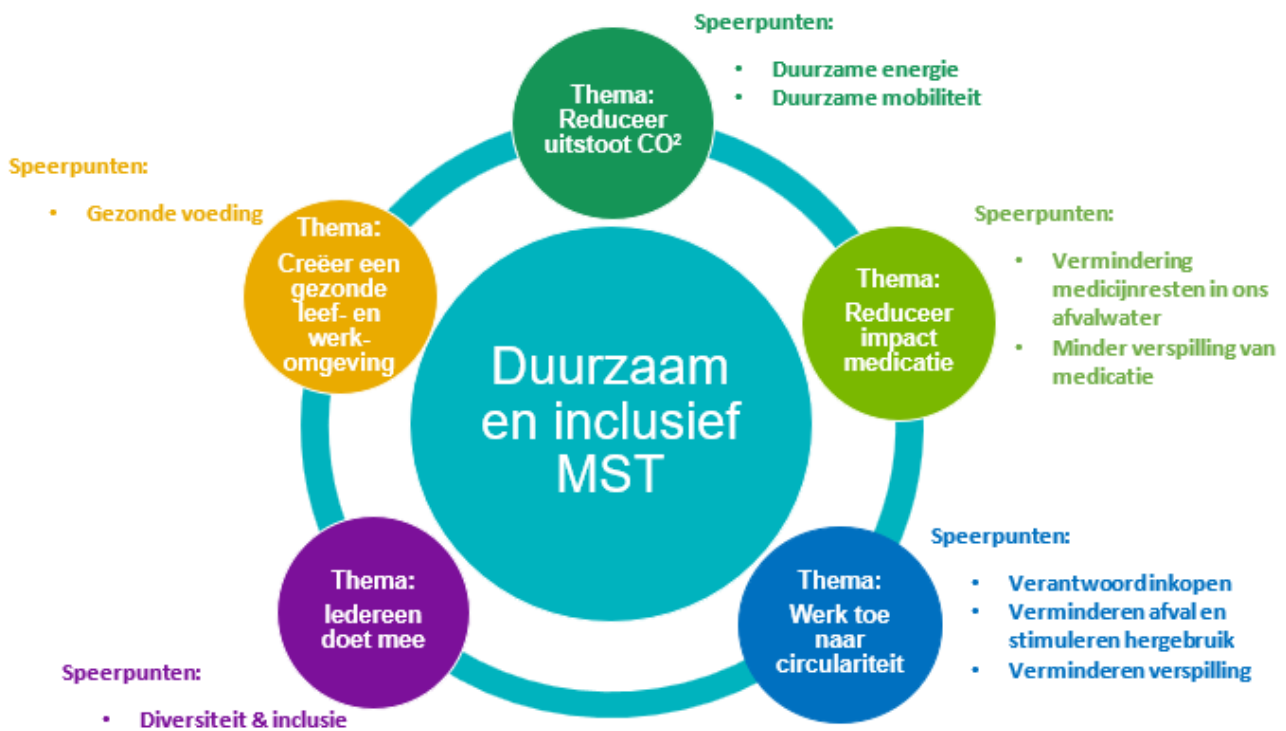 Speerpunten:
• Duurzame energie
• Duurzame mobiliteit
Thema:
Reduceer
uitstoot CO²
Speerpunten:
• Gezonde voeding
Thema:
Creëer een
gezonde
leef- en
werk-
omgeving
Speerpunten:
• Vermindering
medicijnresten in ons
afvalwater
• Minder verspilling van
medicatie
Thema:
Reduceer
impact
medicatie
Duurzaam
en inclusief
MST
Speerpunten:
• Verantwoord inkopen
• Verminderen afval en
stimuleren hergebruik
• Verminderen verspilling
Thema:
Werk toe
naar
circulariteit
Thema:
Iedereen
doet mee
Speerpunten:
• Diversiteit & inclusie